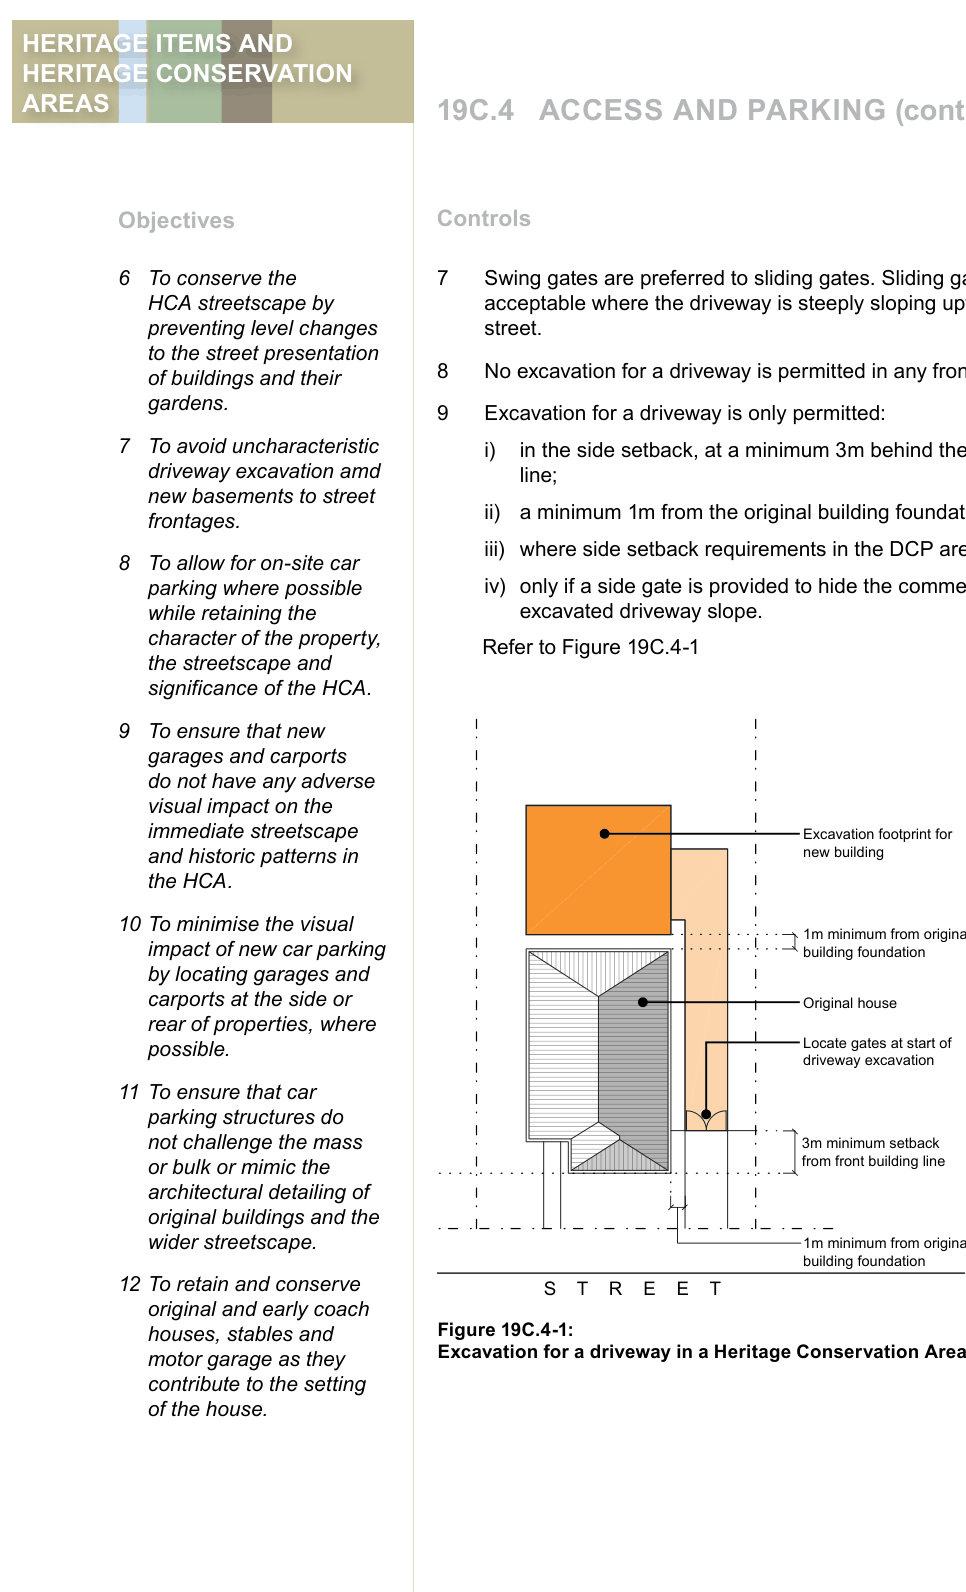 HERITAGE ITEMS AND
HERITAGE CONSERVATION
AREAS
19C.4 ACCESS AND PARKING (cont
Objectives
6 To conserve the
HCA streetscape by
preventing level changes
to the street presentation
of buildings and their
gardens.
7 To avoid uncharacteristic
driveway excavation amd
new basements to street
frontages.
8 To allow for on-site car
parking where possible
while retaining the
character of the property,
the streetscape and
significance of the HCA.
9 To ensure that new
garages and carports
do not have any adverse
visual impact on the
immediate streetscape
and historic patterns in
the HCA.
10 To minimise the visual
impact of new car parking
by locating garages and
carports at the side or
rear of properties, where
possible.
11 To ensure that car
parking structures do
not challenge the mass
or bulk or mimic the
architectural detailing of
original buildings and the
wider streetscape.
12 To retain and conserve
original and early coach
houses, stables and
motor garage as they
contribute to the setting
of the house.
Controls
7 Swing gates are preferred to sliding gates. Sliding ga
acceptable where the driveway is steeply sloping up
street.
8 No excavation for a driveway is permitted in any fron
9 Excavation for a driveway is only permitted:
i) in the side setback, at a minimum 3m behind the
line;
ii) a minimum 1m from the original building foundat
iii) where side setback requirements in the DCP are
iv) only if a side gate is provided to hide the comme
excavated driveway slope.
Refer to Figure 19C.4-1
Excavation footprint for
new building
1m minimum from origina
building foundation
Original house
Locate gates at start of
driveway excavation
3m minimum setback
from front building line
1m minimum from origina
building foundation
S T R E E T
Figure 19C.4-1:
Excavation for a driveway in a Heritage Conservation Area